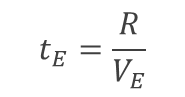 t_E = R / V_E